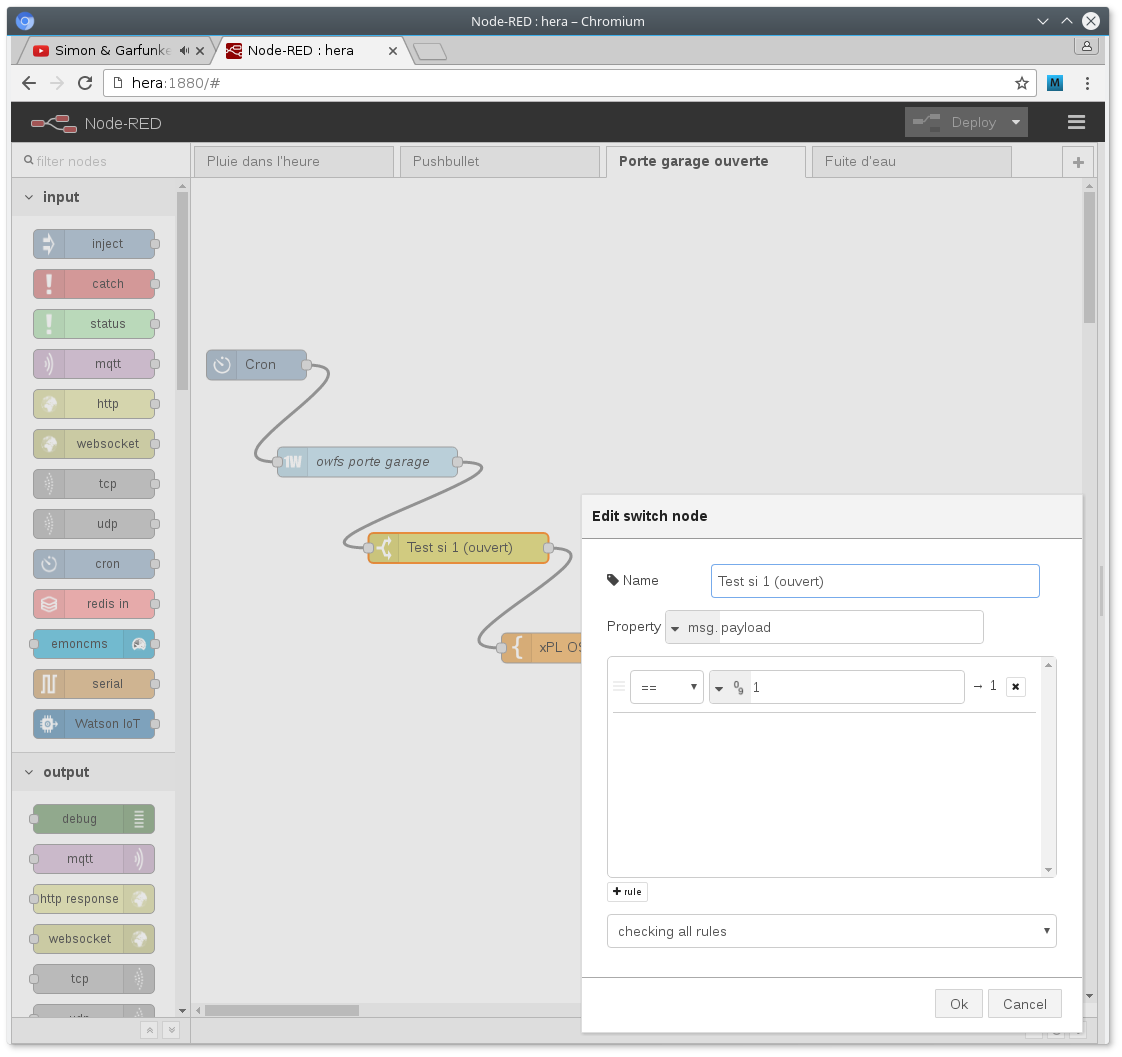 Node-RED : hera – Chromium
Simon & Garfunke
Node-RED : hera
hera:1880/#
M
Node-RED
Deploy
filter nodes
Pluie dans l'heure
Pushbullet
Porte garage ouverte
Fuite d'eau
input
inject
catch
status
mqtt
http
websocket
tcp
udp
cron
redis in
emoncms
serial
Watson IoT
output
debug
mqtt
http response
websocket
tcp
Cron
1W owfs porte garage
Test si 1 (ouvert)
xPL OS
Edit switch node
Name
Test si 1 (ouvert)
Property
msg. payload
==
0
9
1
→ 1
rule
checking all rules
Ok
Cancel